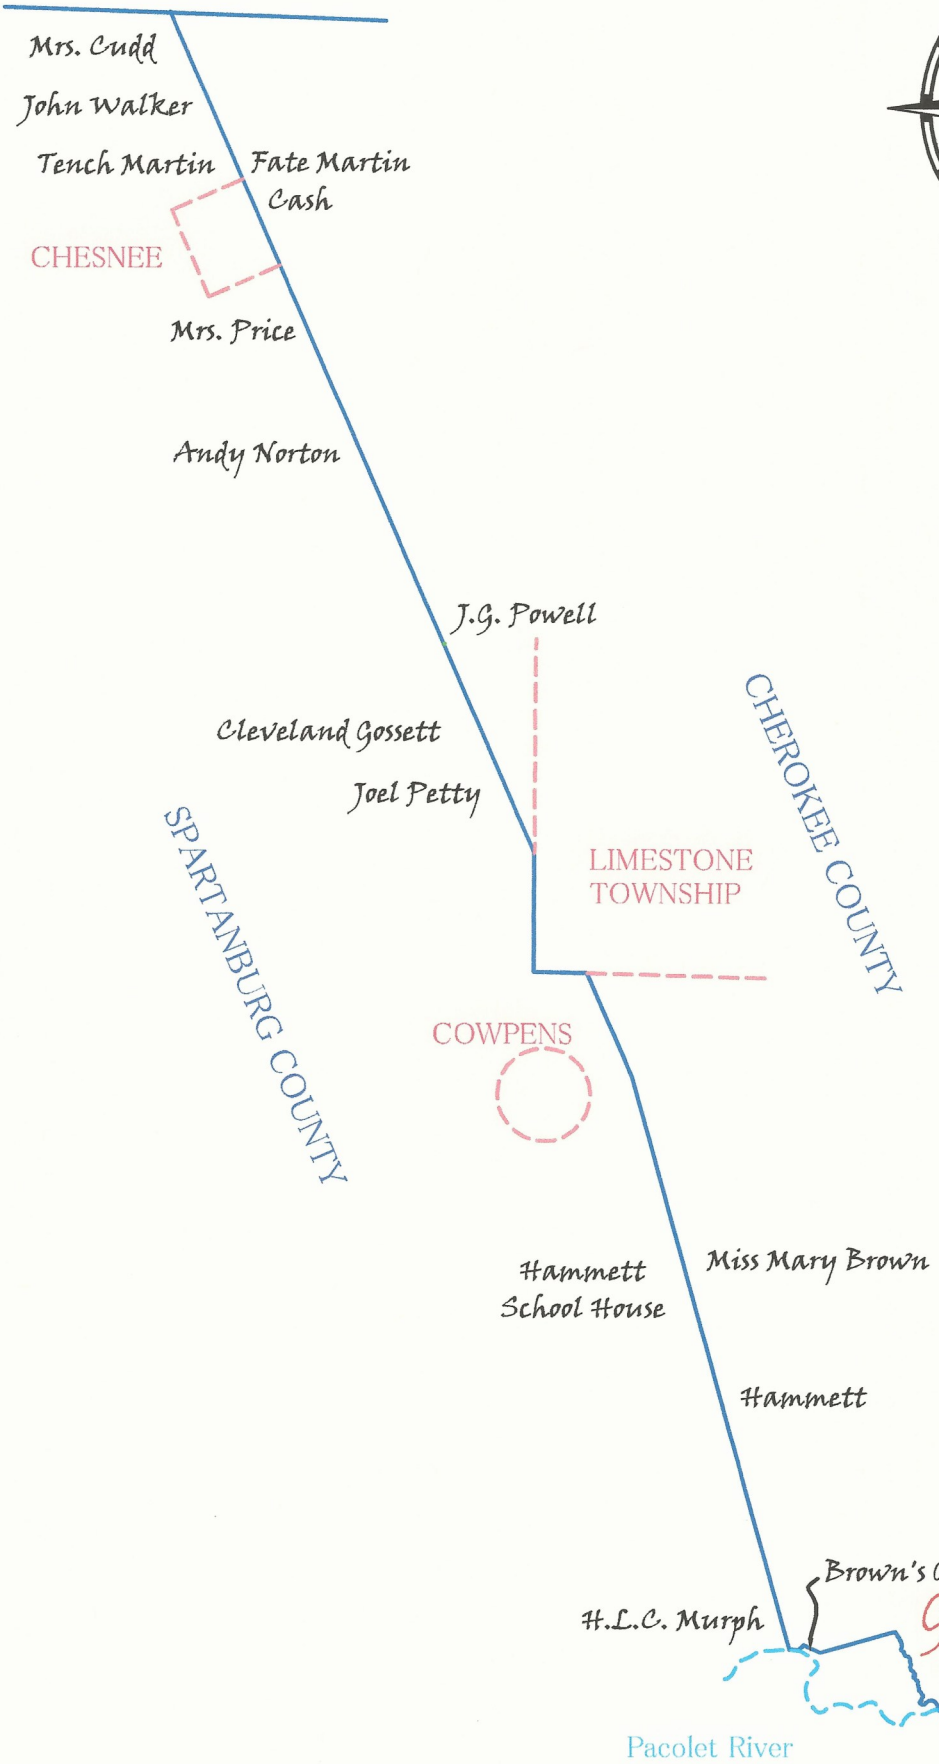 Mrs. Cudd
John Walker
Tench Martin
Fate Martin
Cash
CHESNEE
Mrs. Price
Andy Norton
J.G. Powell
Cleveland Gossett
Joel Petty
CHEROKEE COUNTY
SPARTANBURG COUNTY
LIMESTONE
TOWNSHIP
COWPENS
Miss Mary Brown
Hammett
School House
Hammett
Brown's
H.L.C. Murph
Pacolet River